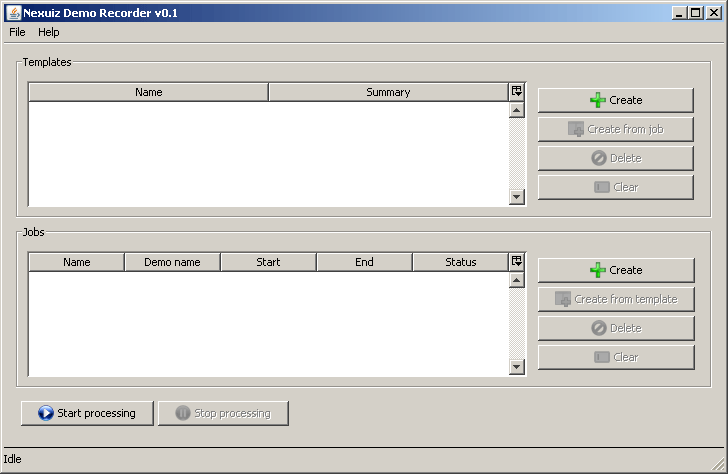 Nexuiz Demo Recorder v0.1
File Help
Templates
Name Summary
Create
Create from job
Delete
Clear
Jobs
Name Demo name Start End Status
Create
Create from template
Delete
Clear
Start processing Stop processing
Idle